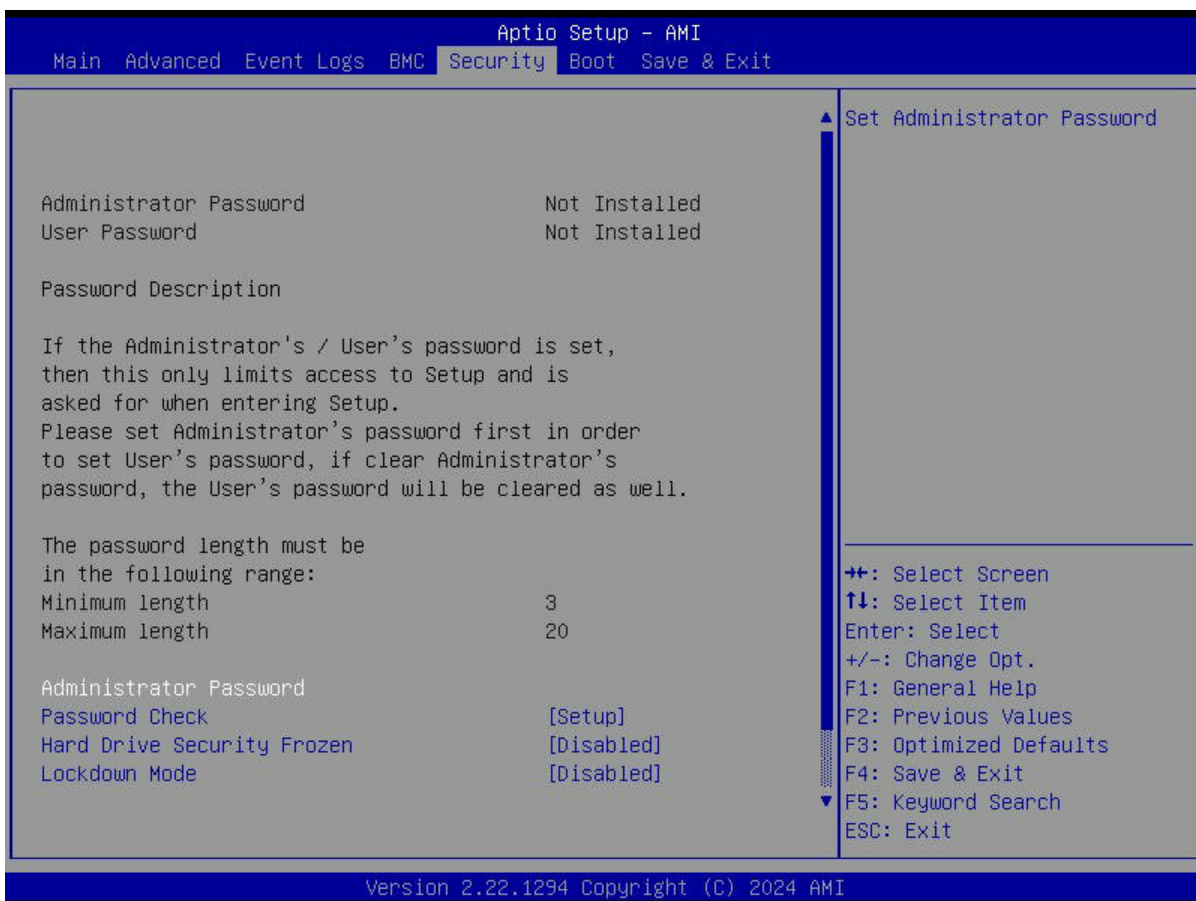 Aptio Setup – AMI
Main Advanced Event Logs BMC Security Boot Save & Exit
Set Administrator Password
Administrator Password Not Installed
User Password Not Installed
Password Description
If the Administrator's / User's password is set,
then this only limits access to Setup and is
asked for when entering Setup.
Please set Administrator's password first in order
to set User's password, if clear Administrator's
password, the User's password will be cleared as well.
The password length must be
in the following range:
Minimum length 3
Maximum length 20
Administrator Password
Password Check [Setup]
Hard Drive Security Frozen [Disabled]
Lockdown Mode [Disabled]
→←: Select Screen
↑↓: Select Item
Enter: Select
+/-: Change Opt.
F1: General Help
F2: Previous Values
F3: Optimized Defaults
F4: Save & Exit
F5: Keyword Search
ESC: Exit
Version 2.22.1294 Copyright (C) 2024 AMI